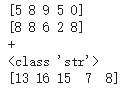 [5 8 9 5 0]
[8 8 6 2 8]
+
<class 'str'>
[13 16 15  7  8]